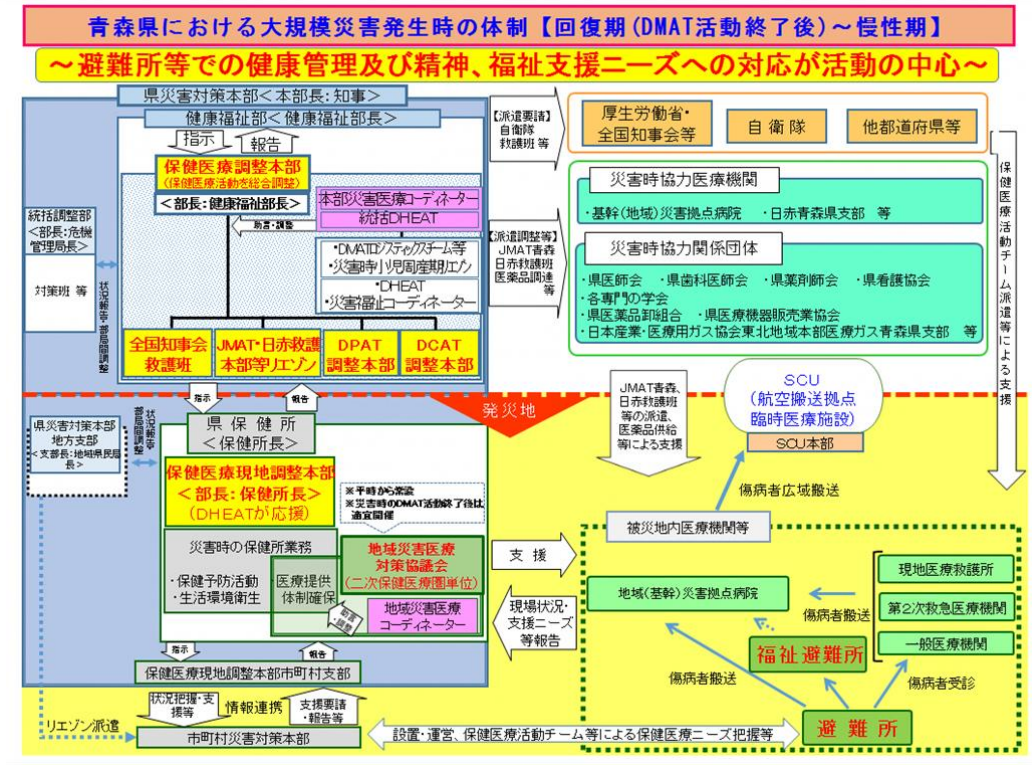 青森県における大規模災害発生時の体制【回復期(DMAT活動終了後)～慢性期】
～避難所等での健康管理及び精神、福祉支援ニーズへの対応が活動の中心～
県災害対策本部＜本部長:知事＞
健康福祉部＜健康福祉部長＞
指示
報告
保健医療調整本部
(保健医療活動を総合調整)
＜部長:健康福祉部長＞
本部災害医療コーディネーター
統括DHEAT
助言・調整
・DMATロジスティックスチーム等
・災害時小児周産期リエゾン
・DHEAT
・災害福祉コーディネーター
統括調整部
＜部長:危機
管理局長＞
対策班 等
状況報告・部局間調整
全国知事会
救護班
JMAT・日赤救護
本部等リエゾン
DPAT
調整本部
DCAT
調整本部
【派遣要請】
自衛隊
救護班 等
厚生労働省・
全国知事会等
自衛隊
他都道府県等
保健医療活動チーム派遣等による支援
【派遣調整等】
JMAT青森
日赤救護班
医薬品調達
等
災害時協力医療機関
・基幹(地域)災害拠点病院　・日赤青森県支部　等
災害時協力関係団体
・県医師会　・県歯科医師会　・県薬剤師会　・県看護協会
・各専門の学会
・県医薬品卸組合　・県医療機器販売業協会
・日本産業・医療用ガス協会東北地域本部医療ガス青森県支部　等
指示
報告
発災地
JMAT青森、
日赤救護班
等の派遣、
医薬品供給
等による支援
SCU
(航空搬送拠点
臨時医療施設)
SCU本部
県災害対策本部
地方支部
＜支部長:地域県民局
長＞
状況報告
部局間調整
県保健所
＜保健所長＞
保健医療現地調整本部
＜部長:保健所長＞
(DHEATが応援)
※平時から常設
※災害時のDMAT活動終了後は
適宜開催
災害時の保健所業務
・保健予防活動
・生活環境衛生
・医療提供
体制確保
地域災害医療
対策協議会
(二次保健医療圏単位)
助言・調整
地域災害医療
コーディネーター
支援
現場状況・
支援ニーズ
等報告
傷病者広域搬送
被災地内医療機関等
地域(基幹)災害拠点病院
現地医療救護所
第2次救急医療機関
一般医療機関
傷病者搬送
福祉避難所
傷病者搬送
傷病者受診
避難所
指示
報告
保健医療現地調整本部市町村支部
状況把握・支
援等
情報連携
支援要請
・報告等
リエゾン派遣
市町村災害対策本部
設置・運営、保健医療活動チーム等による保健医療ニーズ把握等